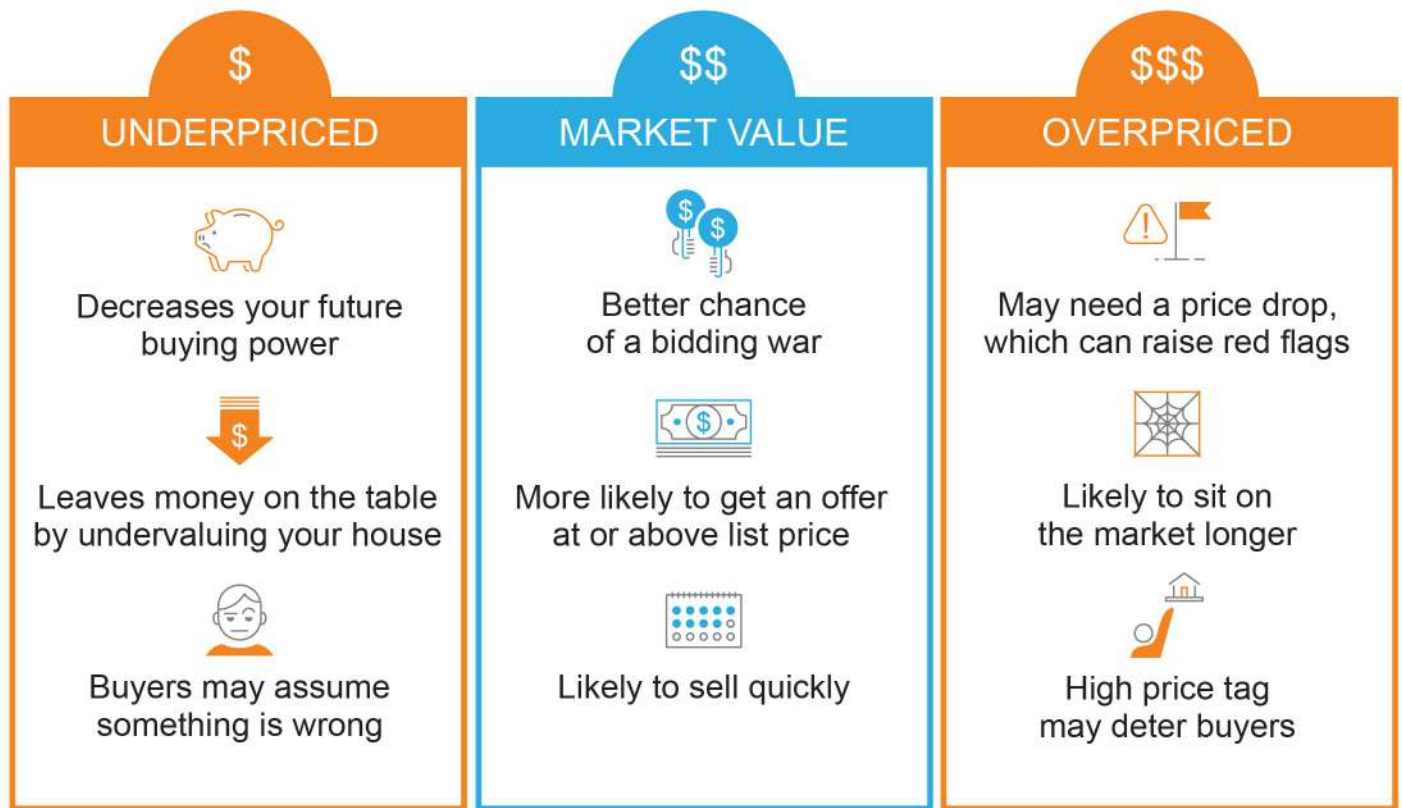 $
UNDERPRICED
Decreases your future
buying power
$
Leaves money on the table
by undervaluing your house
Buyers may assume
something is wrong
$$
MARKET VALUE
$
$
Better chance
of a bidding war
$
More likely to get an offer
at or above list price
Likely to sell quickly
$$$
OVERPRICED
!
May need a price drop,
which can raise red flags
Likely to sit on
the market longer
High price tag
may deter buyers